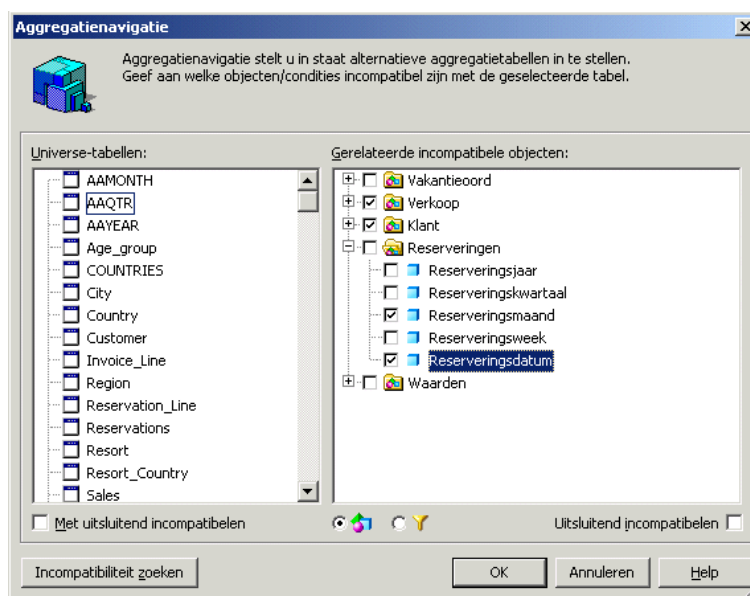 Aggregatienavigatie
Aggregatienavigatie stelt u in staat alternatieve aggregatietabellen in te stellen.
Geef aan welke objecten/condities incompatibel zijn met de geselecteerde tabel.
Universe-tabellen:
AAMONTH
AAQTR
AAYEAR
Age_group
COUNTRIES
City
Country
Customer
Invoice_Line
Region
Reservation_Line
Reservations
Resort
Resort_Country
Sales
Met uitsluitend incompatibelen
Gerelateerde incompatibele objecten:
Vakantieoord
Verkoop
Klant
Reserveringen
Reserveringsjaar
Reserveringskwartaal
Reserveringsmaand
Reserveringsweek
Reserveringsdatum
Waarden
Uitsluitend incompatibelen
Incompatibiliteit zoeken
OK
Annuleren
Help